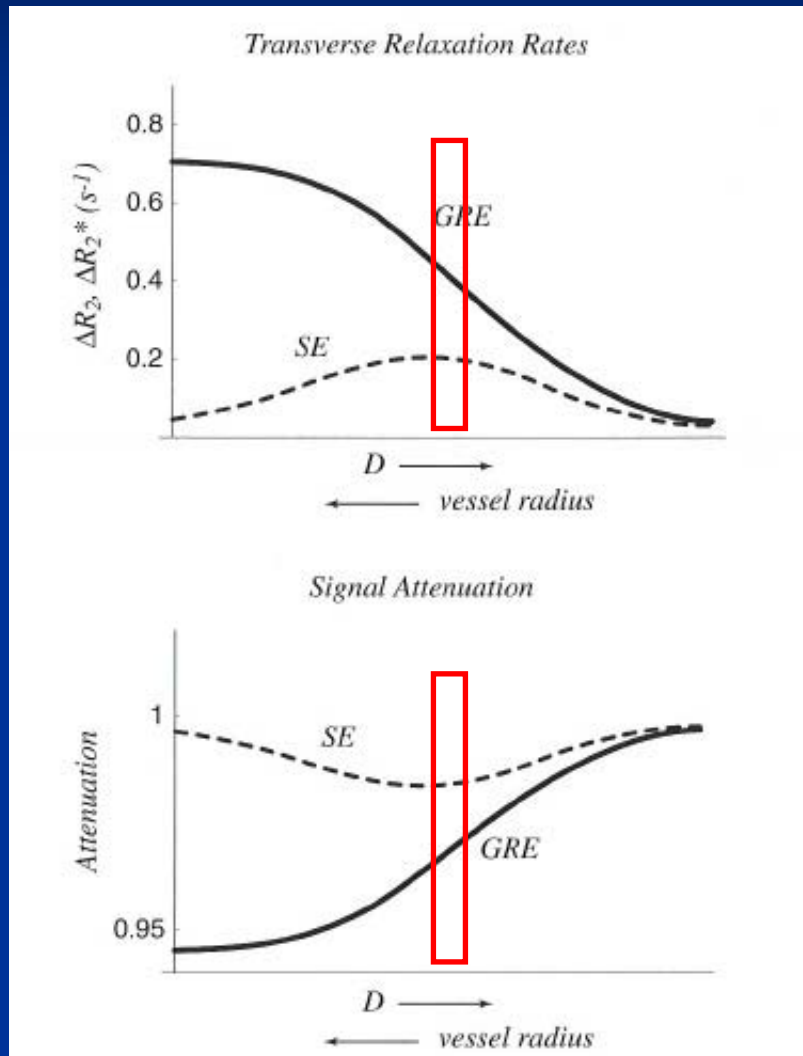 Transverse Relaxation Rates
ΔR₂, ΔR₂* (s⁻¹)
0.8
0.6
0.4
0.2
GRE
SE
D
vessel radius
Signal Attenuation
Attenuation
1
0.95
SE
GRE
D
vessel radius